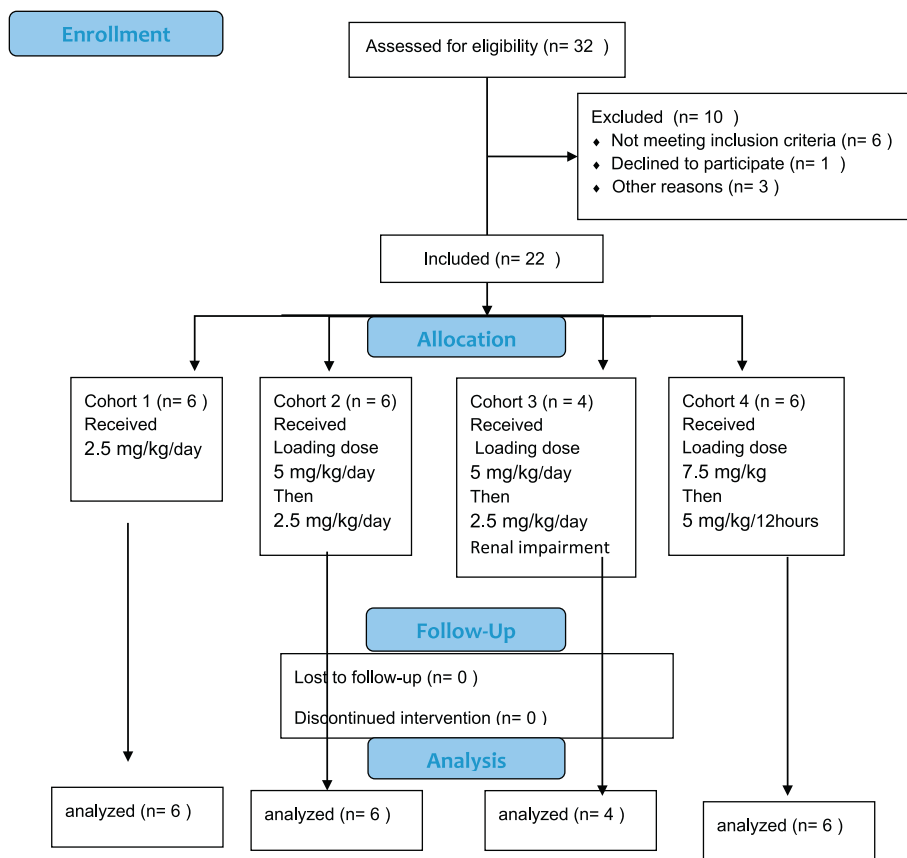 Enrollment
Assessed for eligibility (n= 32 )
Excluded (n= 10 )
♦ Not meeting inclusion criteria (n= 6 )
♦ Declined to participate (n= 1 )
♦ Other reasons (n= 3 )
Included (n= 22 )
Allocation
Cohort 1 (n= 6 )
Received
2.5 mg/kg/day
Cohort 2 (n = 6)
Received
Loading dose
5 mg/kg/day
Then
2.5 mg/kg/day
Cohort 3 (n = 4)
Received
Loading dose
5 mg/kg/day
Then
2.5 mg/kg/day
Renal impairment
Cohort 4 (n = 6)
Received
Loading dose
7.5 mg/kg
Then
5 mg/kg/12hours
Follow-Up
Lost to follow-up (n= 0 )
Discontinued intervention (n= 0 )
Analysis
analyzed (n= 6 )
analyzed (n= 6 )
analyzed (n= 4 )
analyzed (n= 6 )